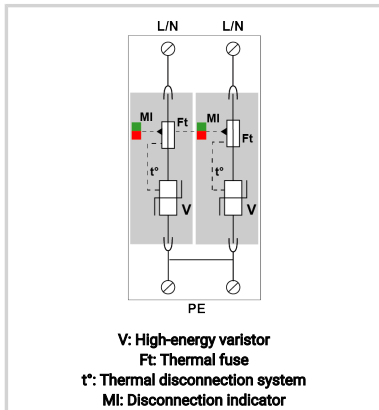 L/N L/N
MI Ft MI Ft
t° t°
V V
PE
V: High-energy varistor
Ft: Thermal fuse
t°: Thermal disconnection system
MI: Disconnection indicator